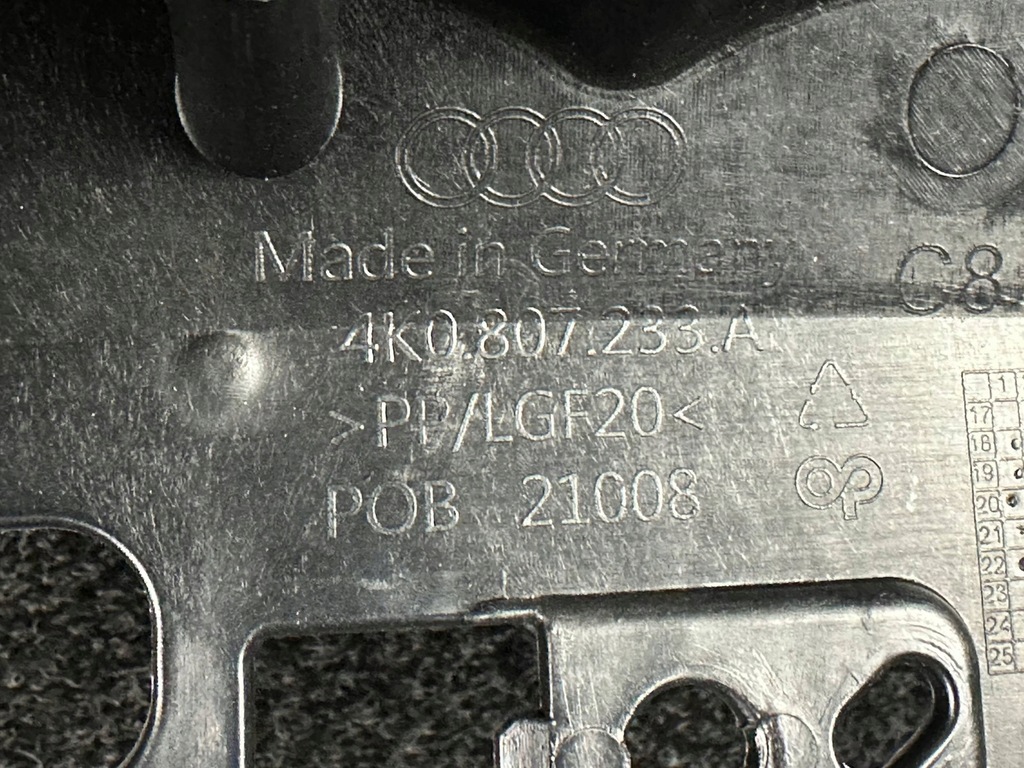 Made in Germany
4K0.807.233.A
>PP/LGF20<
POB 21008
OP
1
17
18
19
20
21
22
23
24
25